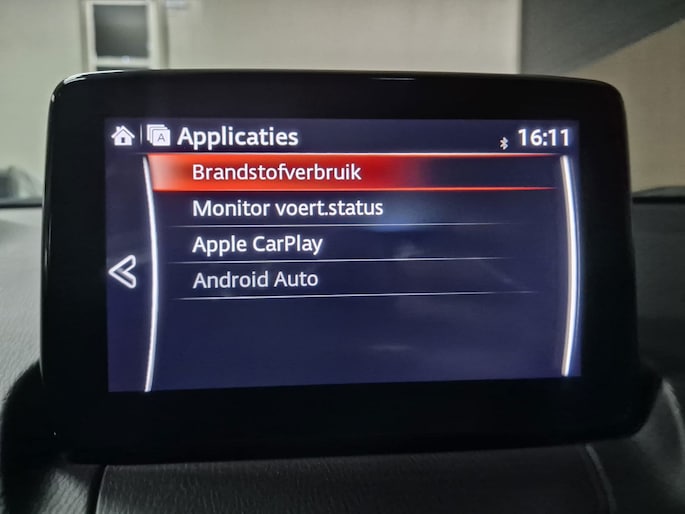 A Applicaties 16:11
Brandstofverbruik
Monitor voert.status
Apple CarPlay
Android Auto